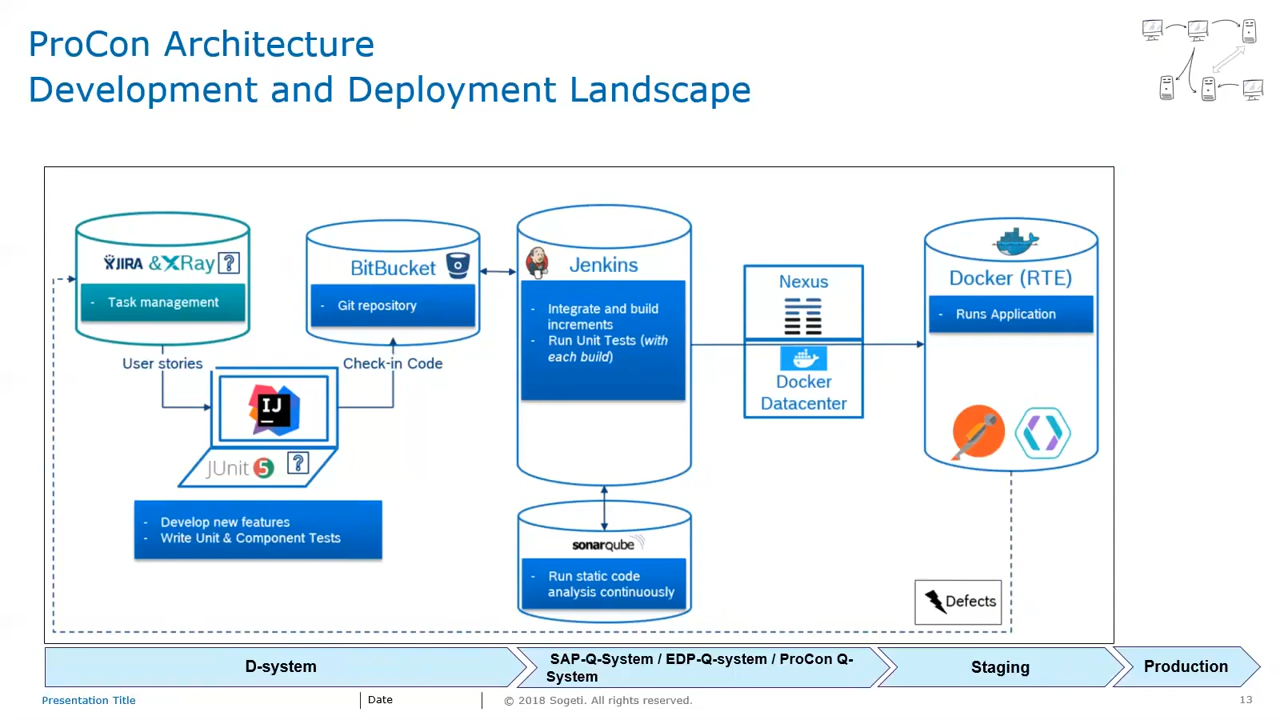 ProCon Architecture
Development and Deployment Landscape
JIRA & XRay ?
- Task management
User stories
IJ
JUnit 5 ?
- Develop new features
- Write Unit & Component Tests
BitBucket
- Git repository
Check-in Code
Jenkins
- Integrate and build
increments
- Run Unit Tests (with
each build)
sonarqube
- Run static code
analysis continuously
Nexus
Docker
Datacenter
Docker (RTE)
- Runs Application
Defects
D-system
SAP-Q-System / EDP-Q-system / ProCon Q-
System
Staging
Production
Presentation Title
Date
© 2018 Sogeti. All rights reserved.
13